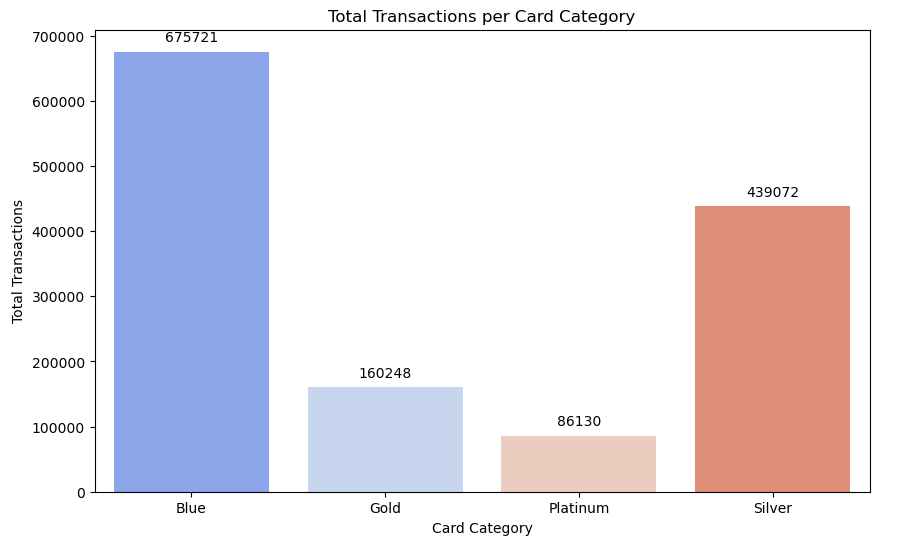 Total Transactions per Card Category
Total Transactions
700000
600000
500000
400000
300000
200000
100000
0
675721
160248
86130
439072
Blue
Gold
Platinum
Silver
Card Category